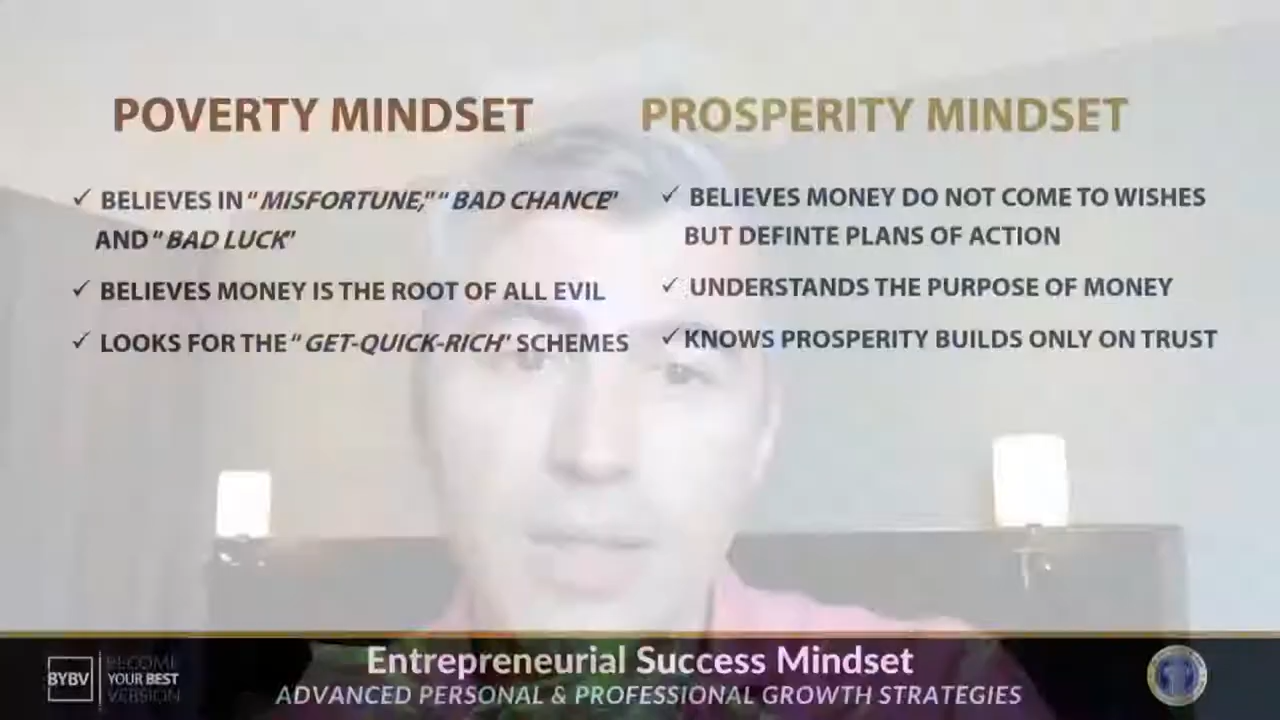 POVERTY MINDSET
✓ BELIEVES IN "MISFORTUNE," "BAD CHANCE"
AND "BAD LUCK"
✓ BELIEVES MONEY IS THE ROOT OF ALL EVIL
✓ LOOKS FOR THE "GET-QUICK-RICH" SCHEMES
PROSPERITY MINDSET
✓ BELIEVES MONEY DO NOT COME TO WISHES
BUT DEFINTE PLANS OF ACTION
✓ UNDERSTANDS THE PURPOSE OF MONEY
✓ KNOWS PROSPERITY BUILDS ONLY ON TRUST
BYBV
BECOME
YOUR BEST
VERSION
Entrepreneurial Success Mindset
ADVANCED PERSONAL & PROFESSIONAL GROWTH STRATEGIES